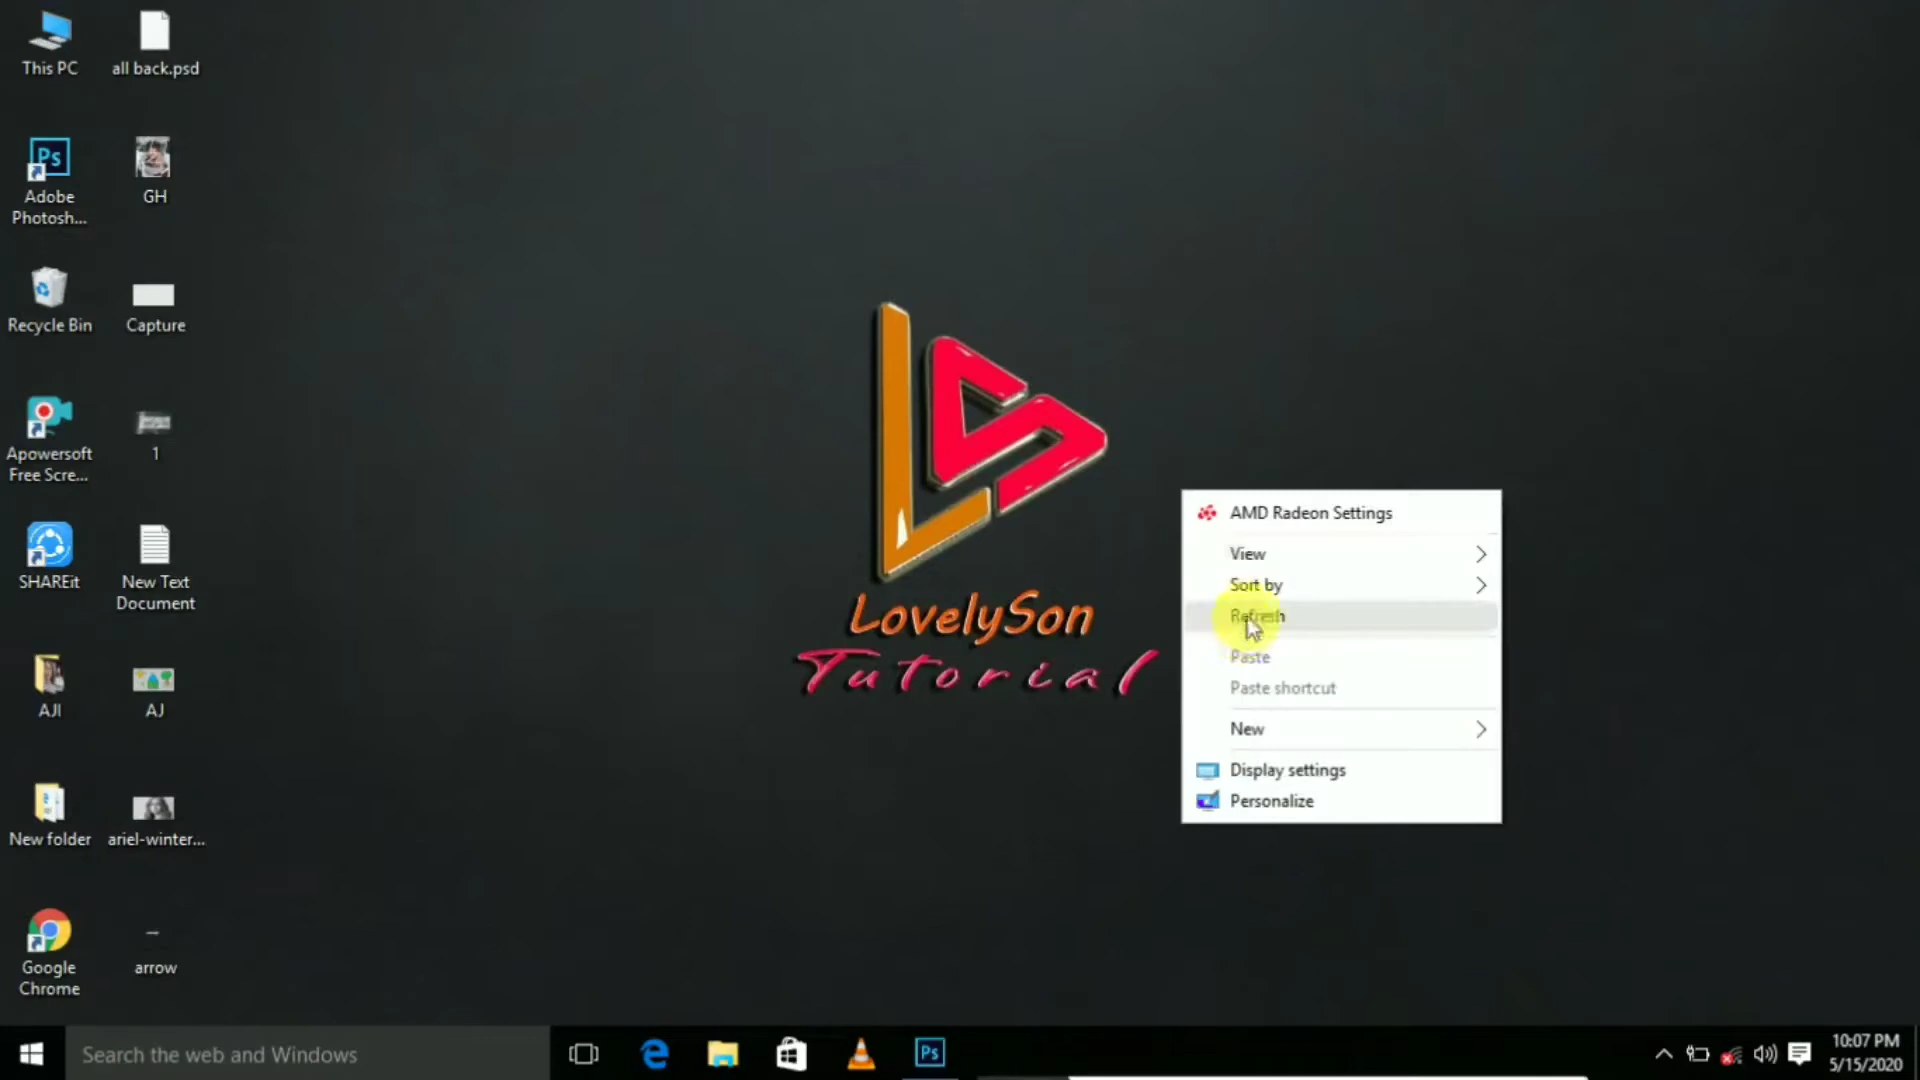 This PC
all back.psd
Ps
Adobe
Photosh...
GH
Recycle Bin
Capture
Apowersoft
Free Scre...
1
SHAREit
New Text
Document
AJI
AJ
New folder
ariel-winter...
Google
Chrome
arrow
LovelySon
Tutorial
AMD Radeon Settings
View
Sort by
Refresh
Paste
Paste shortcut
New
Display settings
Personalize
Search the web and Windows
Ps
10:07 PM
5/15/2020